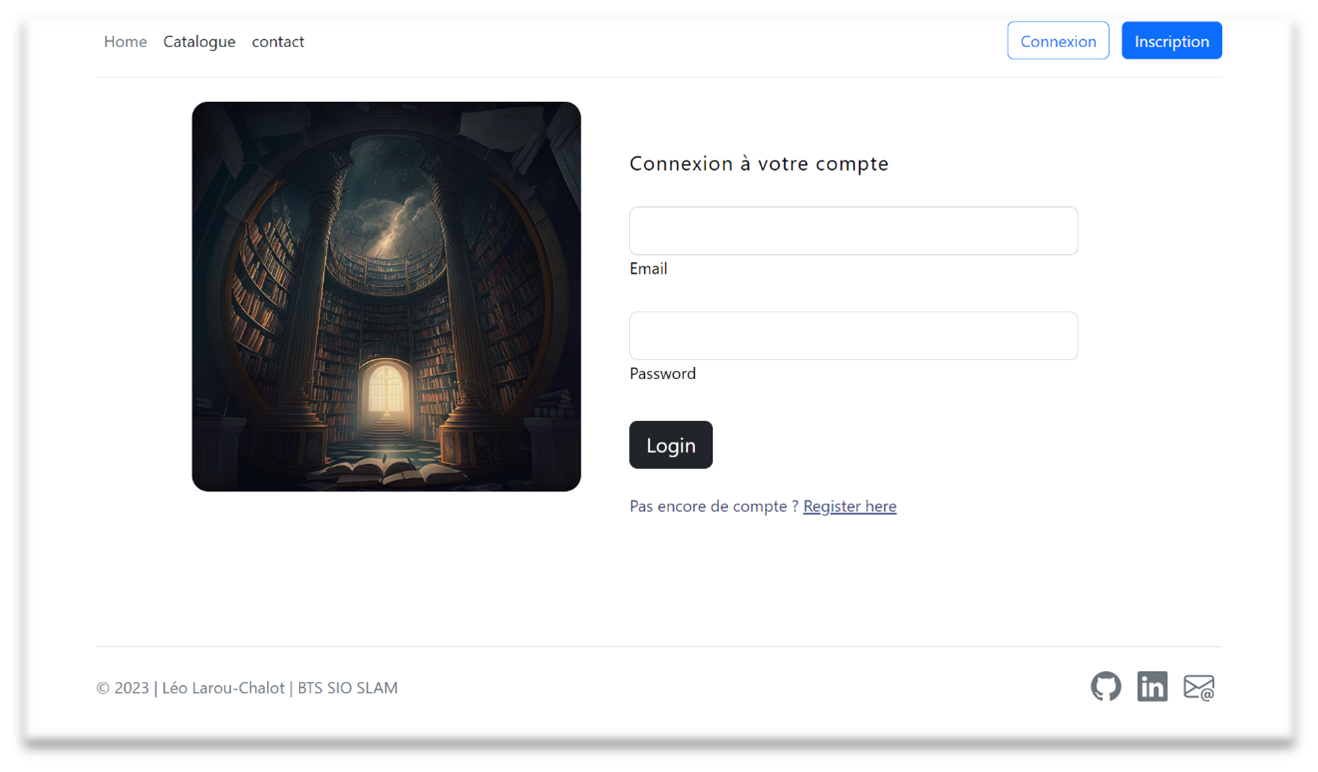 Home Catalogue contact Connexion Inscription
Connexion à votre compte
Email
Password
Login
Pas encore de compte ? Register here
© 2023 | Léo Larou-Chalot | BTS SIO SLAM
in
@